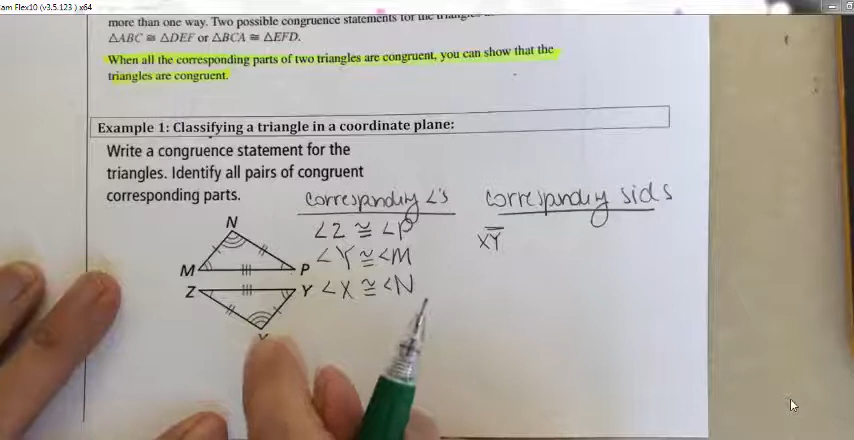 am Flex10 (v3.5.123 ) x64
more than one way. Two possible congruence statements for the
△ABC ≅ △DEF or △BCA ≅ △EFD.
When all the corresponding parts of two triangles are congruent, you can show that the
triangles are congruent.
Example 1: Classifying a triangle in a coordinate plane:
Write a congruence statement for the
triangles. Identify all pairs of congruent
corresponding parts.
corresponding ∠'s
∠Z ≅ ∠P
∠Y ≅ ∠M
∠X ≅ ∠N
corresponding sids
XY
N
M P
Z Y